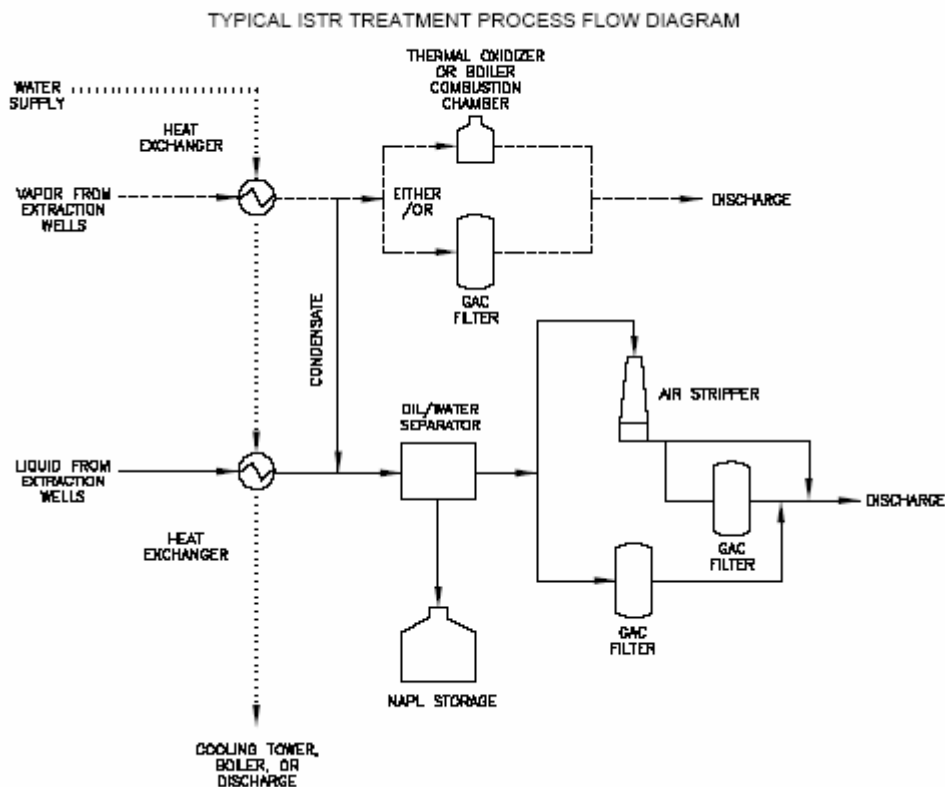 TYPICAL ISTR TREATMENT PROCESS FLOW DIAGRAM
THERMAL OXIDIZER
OR BOILER
COMBUSTION
CHAMBER
WATER
SUPPLY
HEAT
EXCHANGER
VAPOR FROM
EXTRACTION
WELLS
EITHER
/OR
DISCHARGE
GAC
FILTER
CONDENSATE
AIR STRIPPER
OIL/WATER
SEPARATOR
LIQUID FROM
EXTRACTION
WELLS
DISCHARGE
HEAT
EXCHANGER
GAC
FILTER
GAC
FILTER
NAPL STORAGE
COOLING TOWER,
BOILER, OR
DISCHARGE